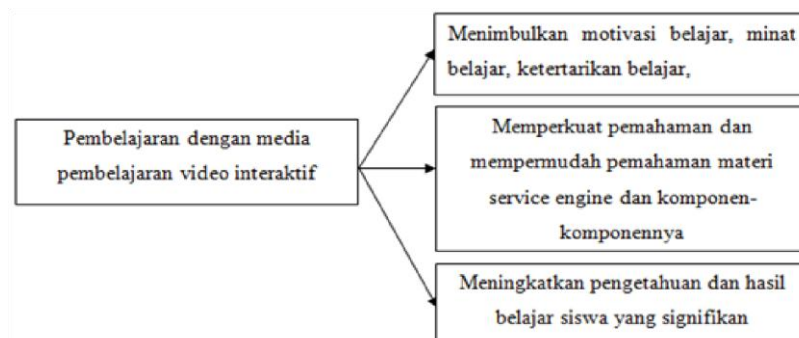 Menimbulkan motivasi belajar, minat
belajar, ketertarikan belajar,
Pembelajaran dengan media
pembelajaran video interaktif
Memperkuat pemahaman dan
mempermudah pemahaman materi
service engine dan komponen-
komponennya
Meningkatkan pengetahuan dan hasil
belajar siswa yang signifikan